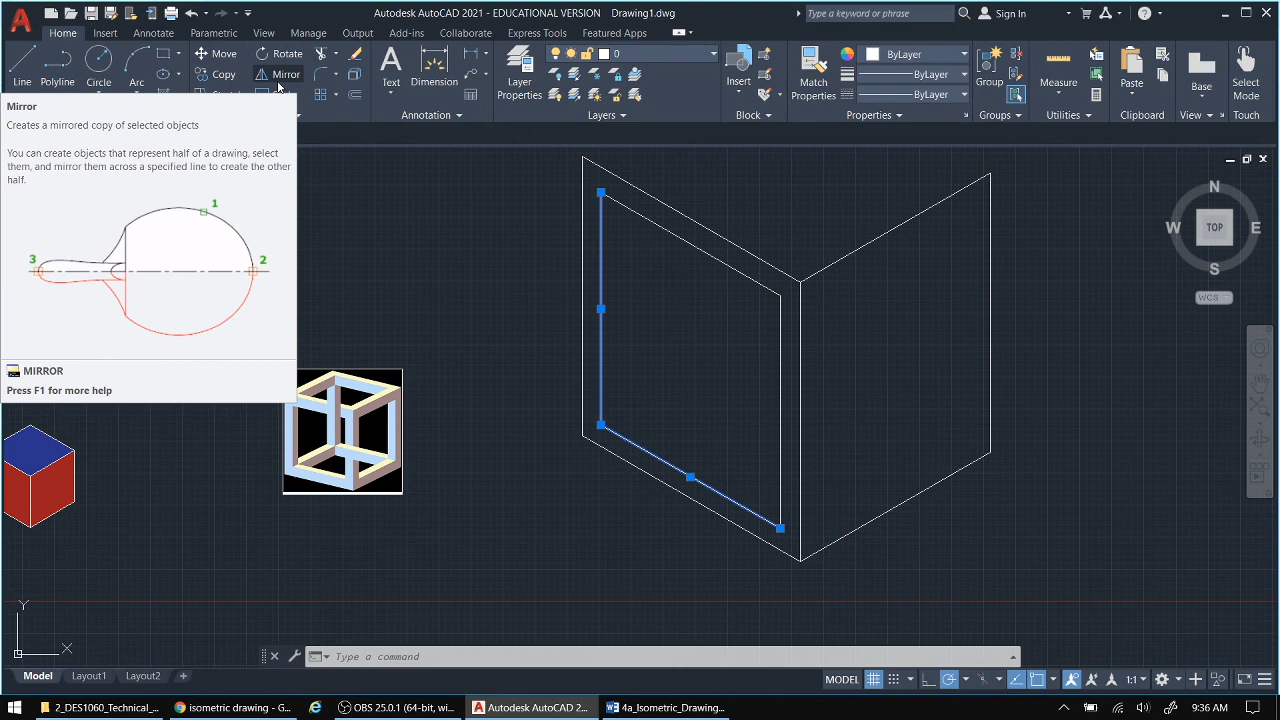 Autodesk AutoCAD 2021 - EDUCATIONAL VERSION Drawing1.dwg
Type a keyword or phrase
Sign In
Home Insert Annotate Parametric View Manage Output Add-ins Collaborate Express Tools Featured Apps
Line Polyline Circle Arc
Move Rotate
Copy Mirror
Text Dimension
Layer
Properties
0
Insert
Match
Properties
ByLayer
ByLayer
ByLayer
Group
Measure
Paste
Base
Select
Mode
Annotation Layers Block Properties Groups Utilities Clipboard View Touch
Mirror
Creates a mirrored copy of selected objects
You can create objects that represent half of a drawing, select
them, and mirror them across a specified line to create the other
half.
1
2
3
MIRROR
Press F1 for more help
N
W TOP E
S
WCS
Y
X
Type a command
Model Layout1 Layout2
MODEL
1:1
2_DES1060_Technical_...
isometric drawing - G...
OBS 25.0.1 (64-bit, wi...
Autodesk AutoCAD 2...
4a_Isometric_Drawing...
9:36 AM